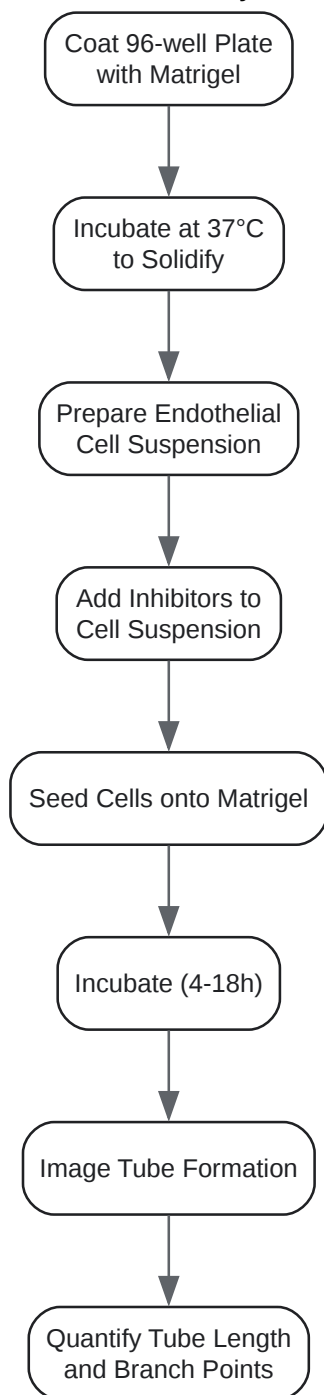 Coat 96-well Plate
with Matrigel
Incubate at 37°C
to Solidify
Prepare Endothelial
Cell Suspension
Add Inhibitors to
Cell Suspension
Seed Cells onto Matrigel
Incubate (4-18h)
Image Tube Formation
Quantify Tube Length
and Branch Points